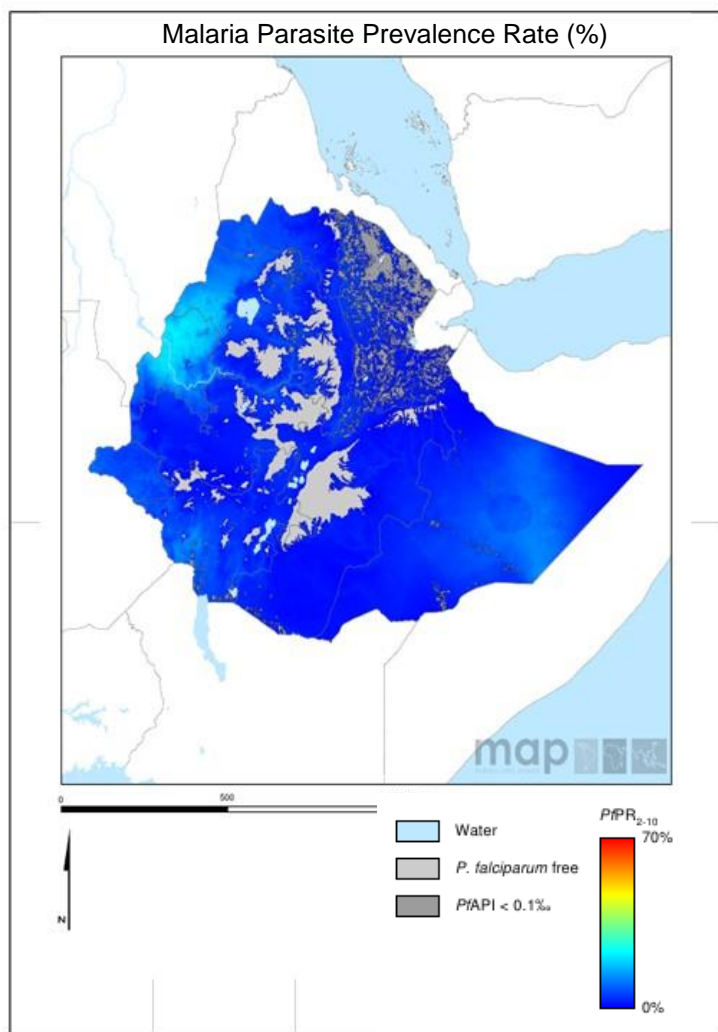 Malaria Parasite Prevalence Rate (%)
map
0 500
Water
P. falciparum free
PfAPI < 0.1‰
PfPR2-10
70%
0%
N